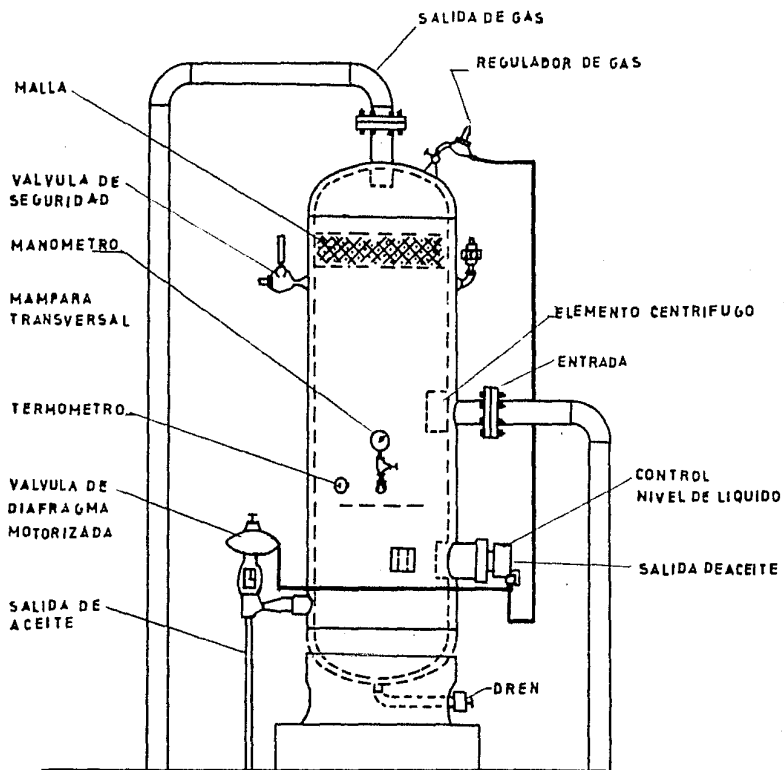 SALIDA DE GAS
REGULADOR DE GAS
MALLA
VALVULA DE
SEGURIDAD
MANOMETRO
MAMPARA
TRANSVERSAL
ELEMENTO CENTRIFUGO
ENTRADA
TERMOMETRO
VALVULA DE
DIAFRAGMA
MOTORIZADA
CONTROL
NIVEL DE LIQUIDO
SALIDA DEACEITE
SALIDA DE
ACEITE
DREN